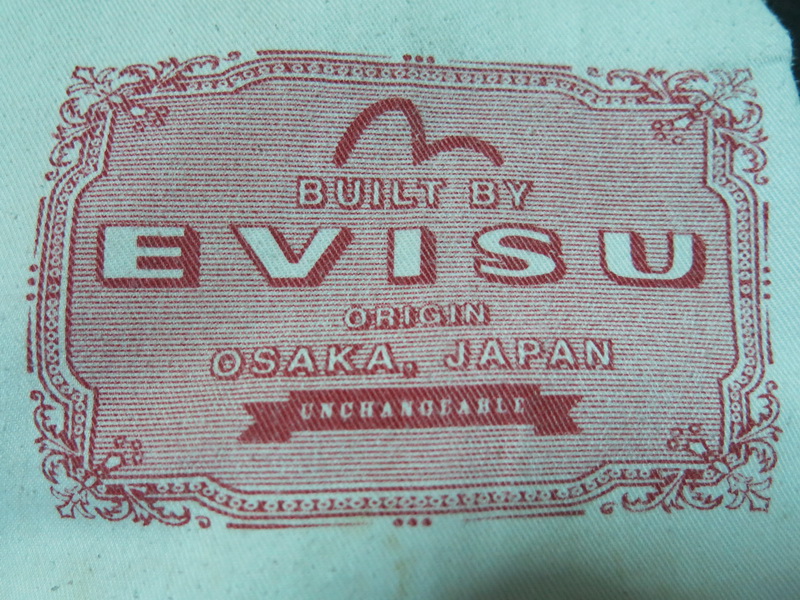 BUILT BY
EVISU
ORIGIN
OSAKA, JAPAN
UNCHANGEABLE